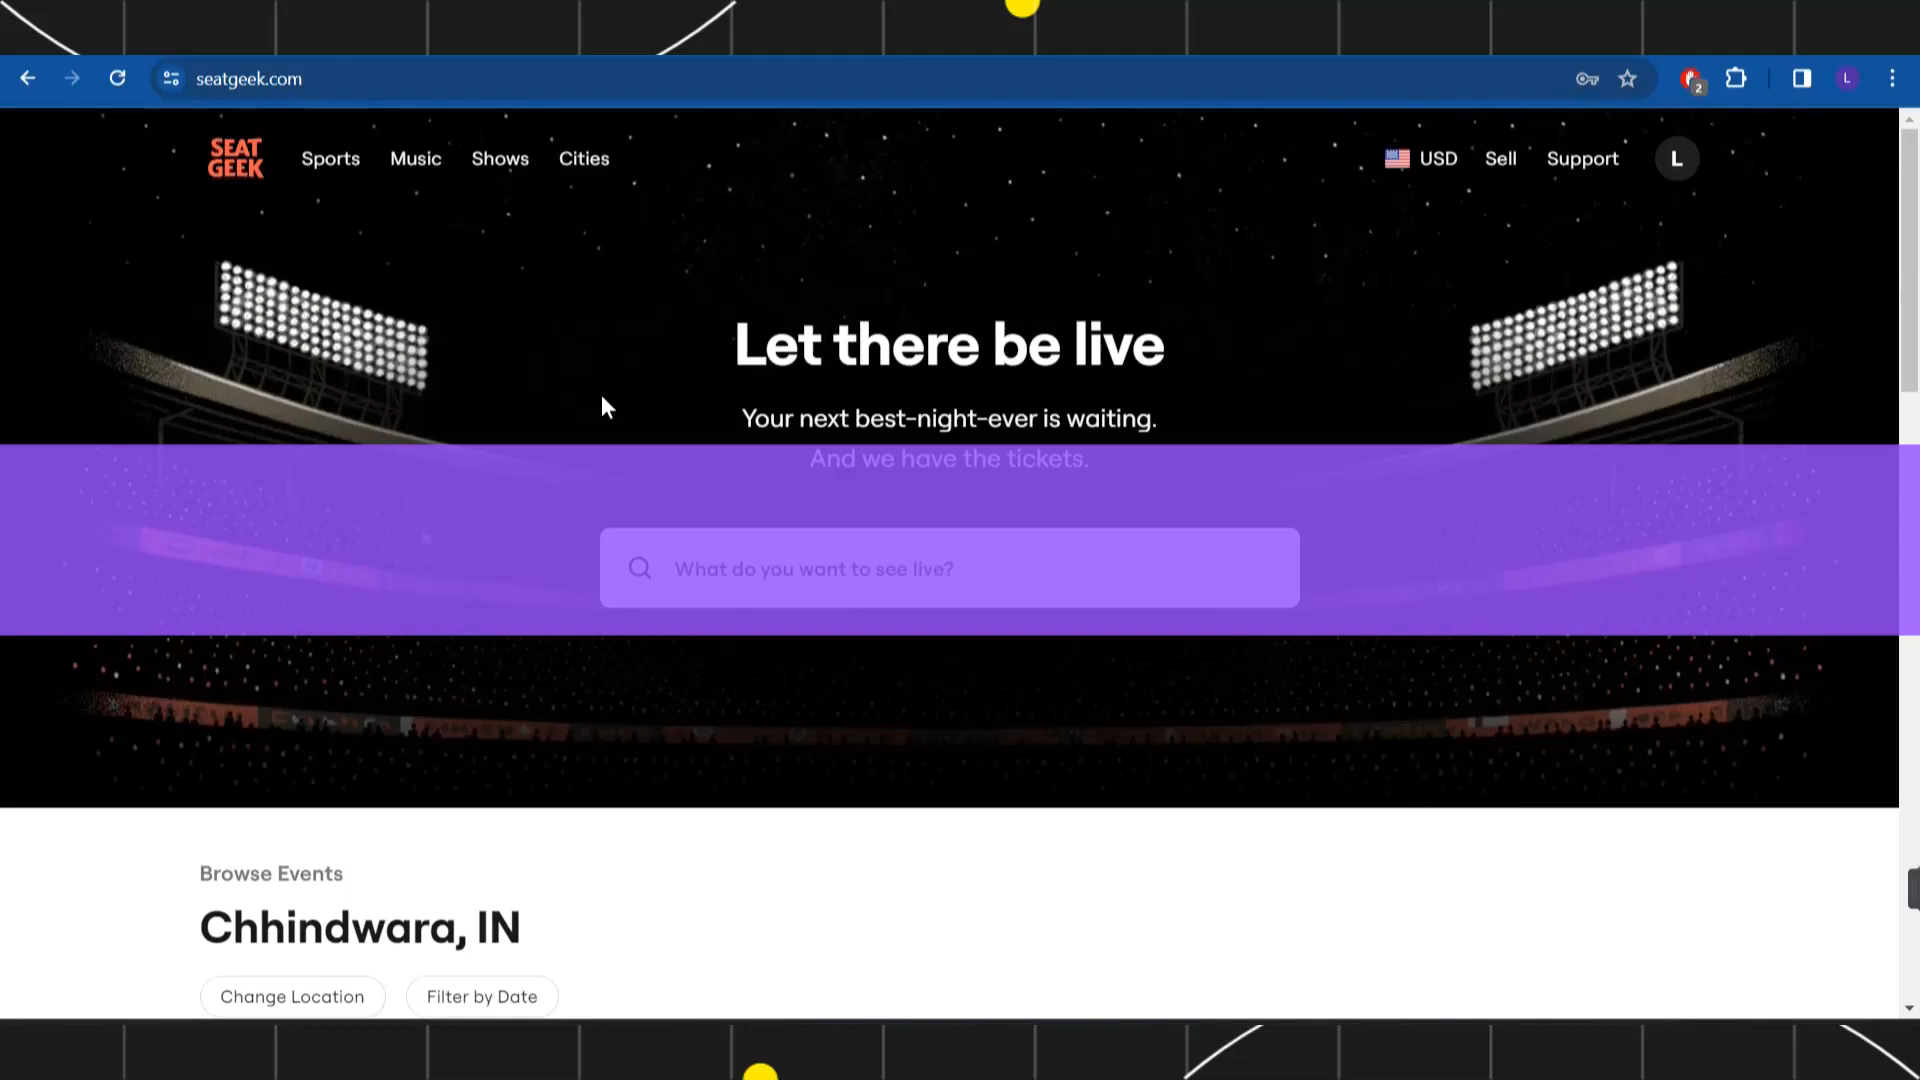 seatgeek.com
2
L
SEAT
GEEK
Sports
Music
Shows
Cities
USD
Sell
Support
L
Let there be live
Your next best-night-ever is waiting.
And we have the tickets.
What do you want to see live?
Browse Events
Chhindwara, IN
Change Location
Filter by Date